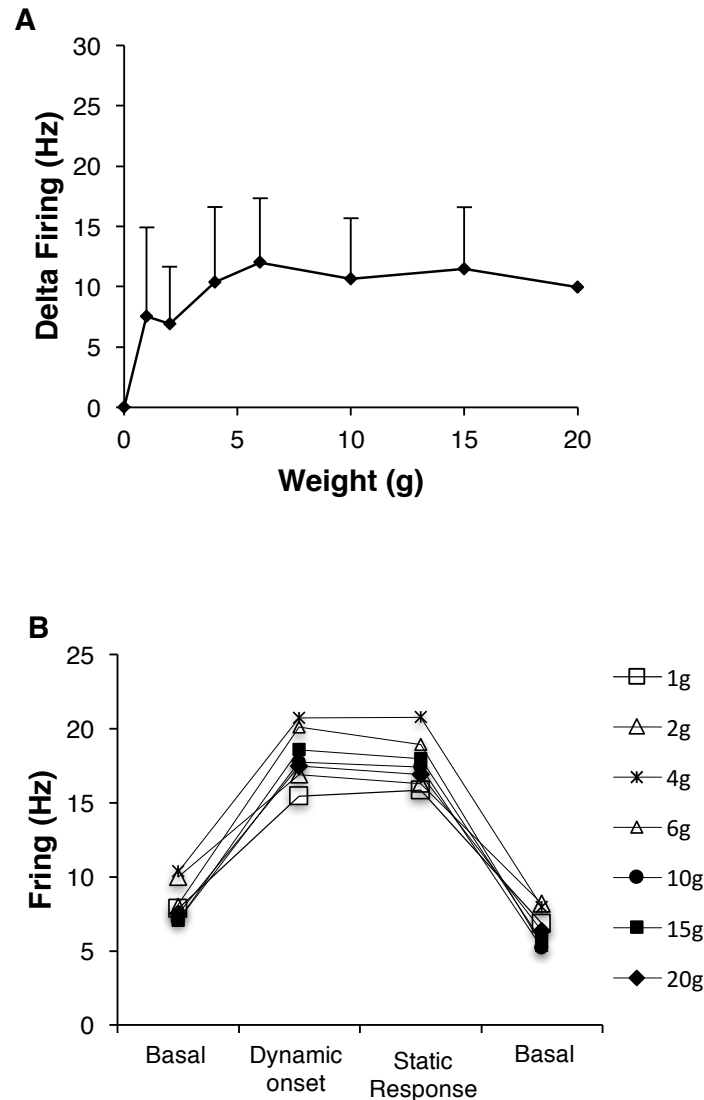 A
30
25
20
15
10
5
0
Delta Firing (Hz)
0 5 10 15 20
Weight (g)
B
25
20
15
10
5
0
Fring (Hz)
Basal Dynamic onset Static Response Basal
1g
2g
4g
6g
10g
15g
20g